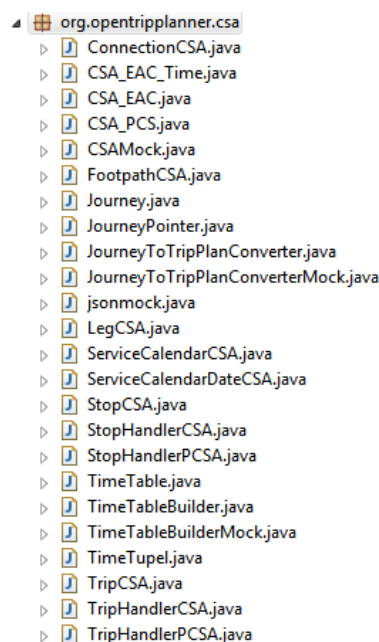 org.opentripplanner.csa
ConnectionCSA.java
CSA_EAC_Time.java
CSA_EAC.java
CSA_PCS.java
CSAMock.java
FootpathCSA.java
Journey.java
JourneyPointer.java
JourneyToTripPlanConverter.java
JourneyToTripPlanConverterMock.java
jsonmock.java
LegCSA.java
ServiceCalendarCSA.java
ServiceCalendarDateCSA.java
StopCSA.java
StopHandlerCSA.java
StopHandlerPCSA.java
TimeTable.java
TimeTableBuilder.java
TimeTableBuilderMock.java
TimeTupel.java
TripCSA.java
TripHandlerCSA.java
TripHandlerPCSA.java